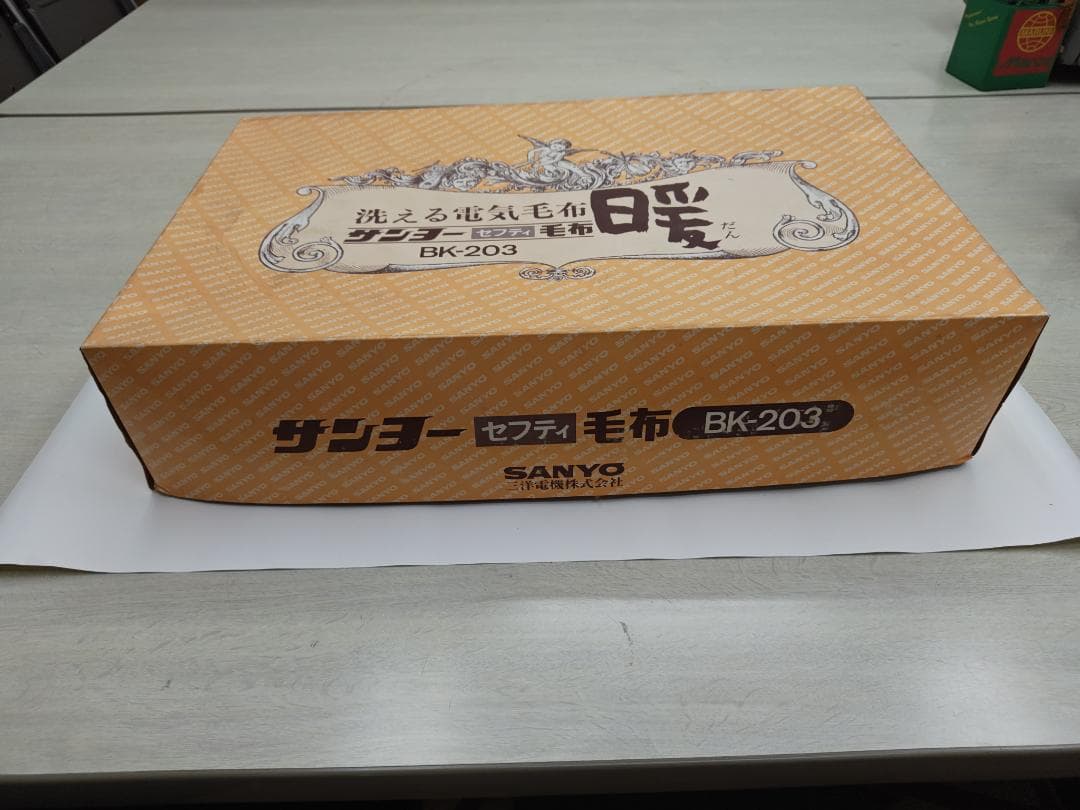 洗える電気毛布
サンヨー セフティ 毛布
BK-203
暖
だん
サンヨー セフティ 毛布 BK-203
SANYO
三洋電機株式会社